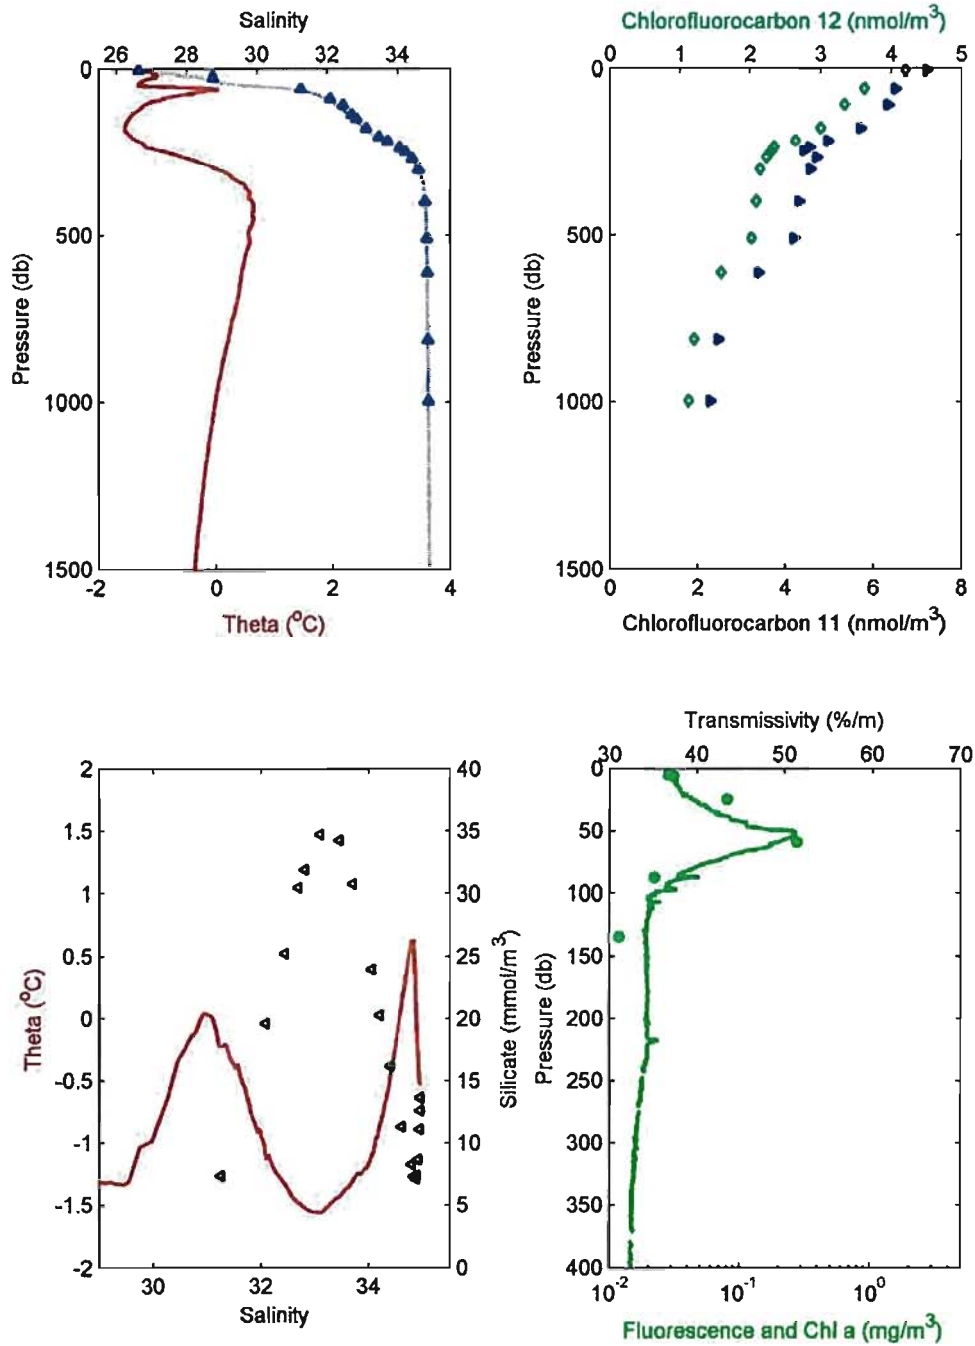 Salinity
26 28 30 32 34
0
500
1000
1500
Pressure (db)
-2 0 2 4
Theta (°C)
Chlorofluorocarbon 12 (nmol/m³)
0 1 2 3 4 5
0
500
1000
1500
Pressure (db)
0 2 4 6 8
Chlorofluorocarbon 11 (nmol/m³)
2
1.5
1
0.5
0
-0.5
-1
-1.5
-2
Theta (°C)
30 32 34
Salinity
40
35
30
25
20
15
10
5
0
Silicate (mmol/m³)
Transmissivity (%/m)
30 40 50 60 70
0
50
100
150
200
250
300
350
400
Pressure (db)
10⁻² 10⁻¹ 10⁰
Fluorescence and Chl a (mg/m³)